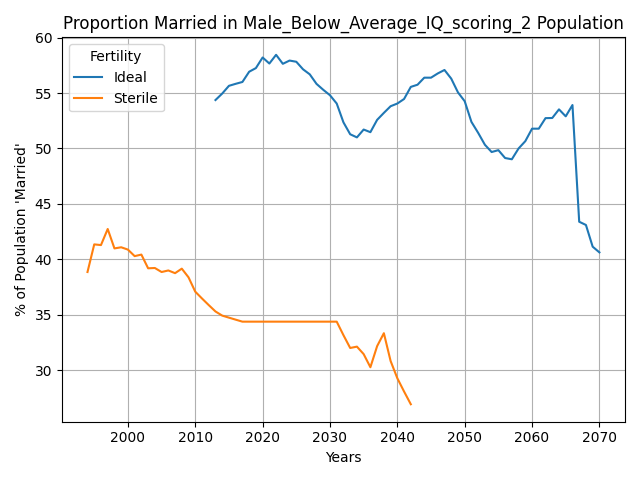 Proportion Married in Male_Below_Average_IQ_scoring_2 Population
Fertility
Ideal
Sterile
% of Population 'Married'
60
55
50
45
40
35
30
2000
2010
2020
2030
2040
2050
2060
2070
Years